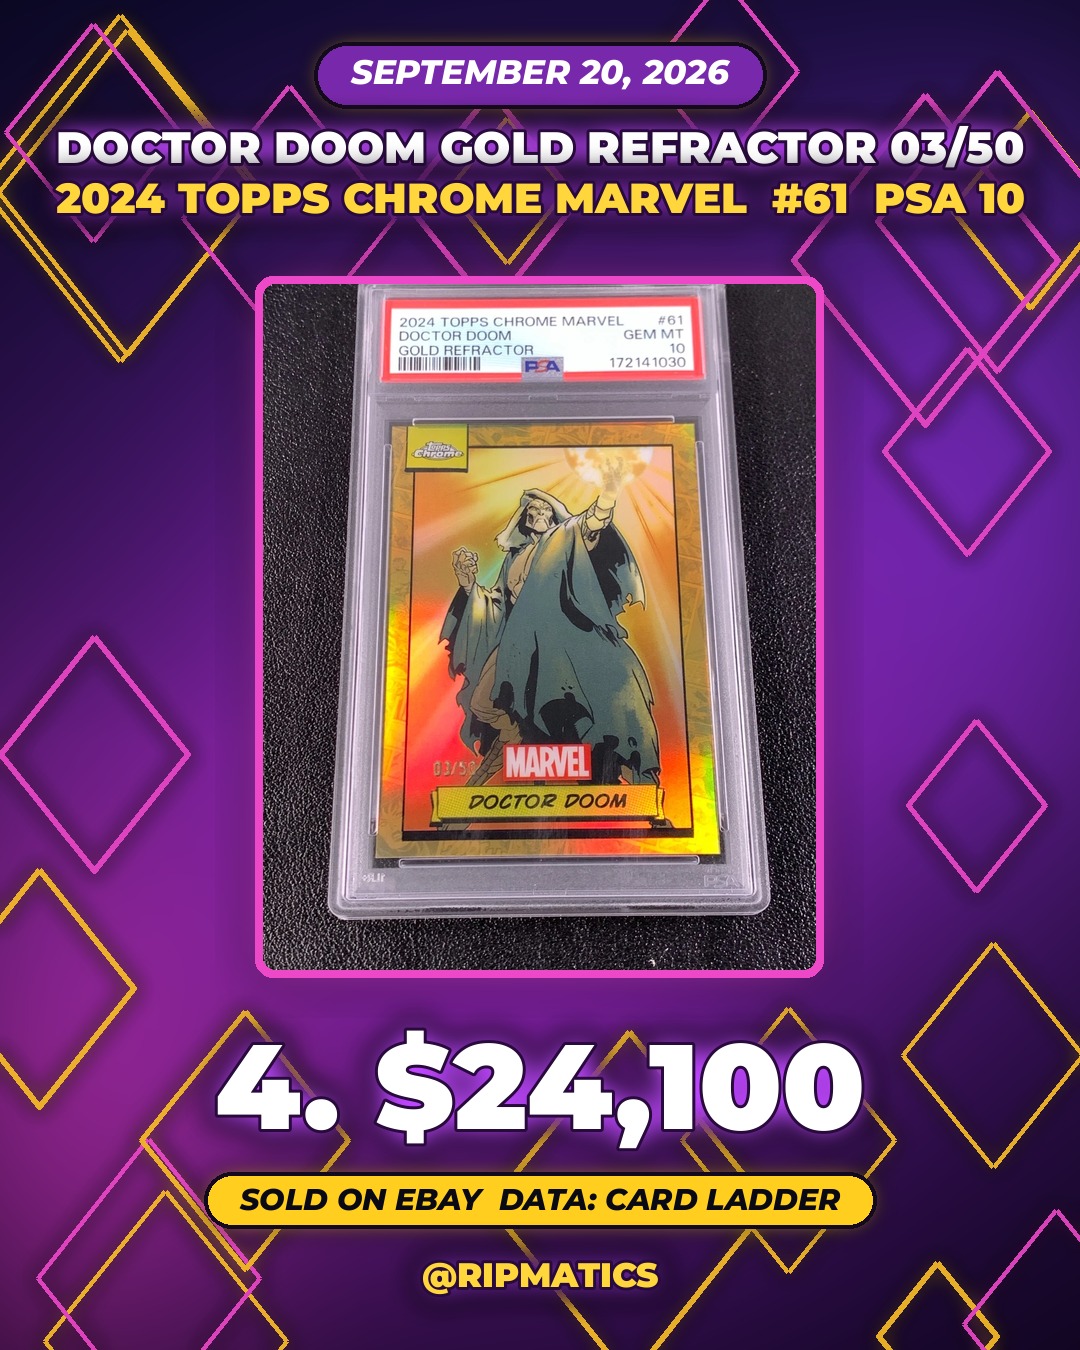 SEPTEMBER 20, 2026
DOCTOR DOOM GOLD REFRACTOR 03/50
2024 TOPPS CHROME MARVEL #61 PSA 10
2024 TOPPS CHROME MARVEL #61
DOCTOR DOOM GEM MT
GOLD REFRACTOR 10
PSA 172141030
Topps
Chrome
03/50
MARVEL
DOCTOR DOOM
PSA
4. $24,100
SOLD ON EBAY DATA: CARD LADDER
@RIPMATICS